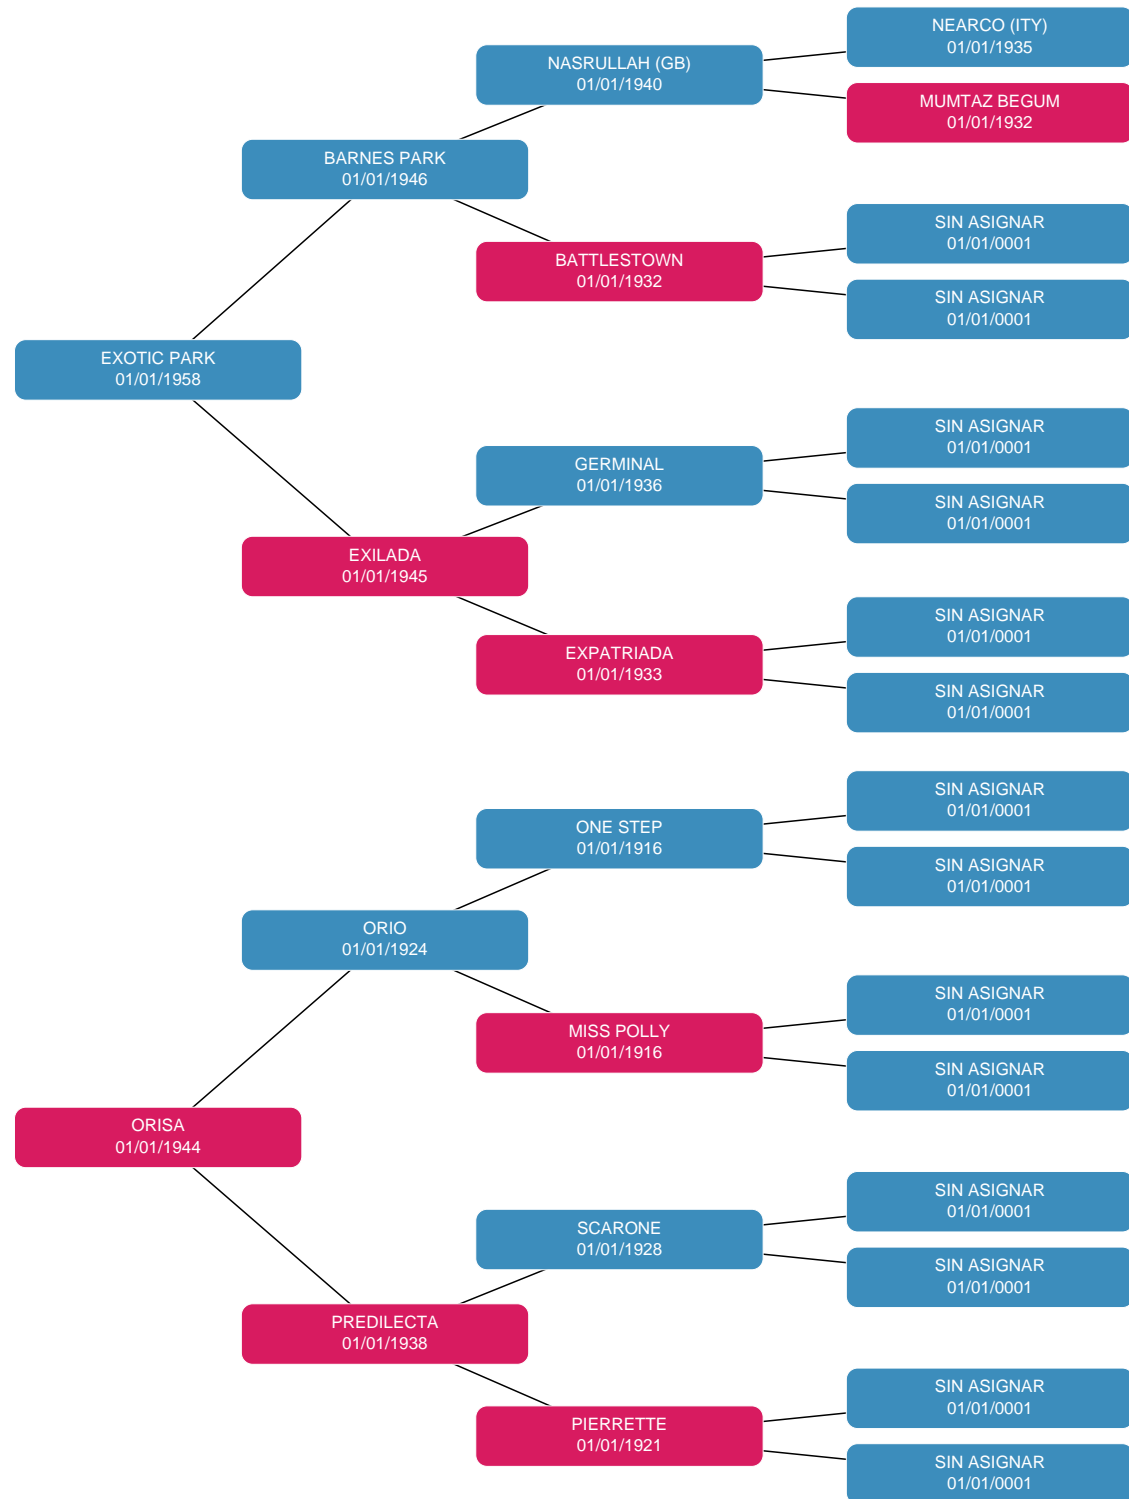 NEARCO (ITY)
01/01/1935
NASRULLAH (GB)
01/01/1940
MUMTAZ BEGUM
01/01/1932
BARNES PARK
01/01/1946
SIN ASIGNAR
01/01/0001
BATTLESTOWN
01/01/1932
SIN ASIGNAR
01/01/0001
EXOTIC PARK
01/01/1958
SIN ASIGNAR
01/01/0001
GERMINAL
01/01/1936
SIN ASIGNAR
01/01/0001
EXILADA
01/01/1945
SIN ASIGNAR
01/01/0001
EXPATRIADA
01/01/1933
SIN ASIGNAR
01/01/0001
SIN ASIGNAR
01/01/0001
ONE STEP
01/01/1916
SIN ASIGNAR
01/01/0001
ORIO
01/01/1924
SIN ASIGNAR
01/01/0001
MISS POLLY
01/01/1916
SIN ASIGNAR
01/01/0001
ORISA
01/01/1944
SIN ASIGNAR
01/01/0001
SCARONE
01/01/1928
SIN ASIGNAR
01/01/0001
PREDILECTA
01/01/1938
SIN ASIGNAR
01/01/0001
PIERRETTE
01/01/1921
SIN ASIGNAR
01/01/0001